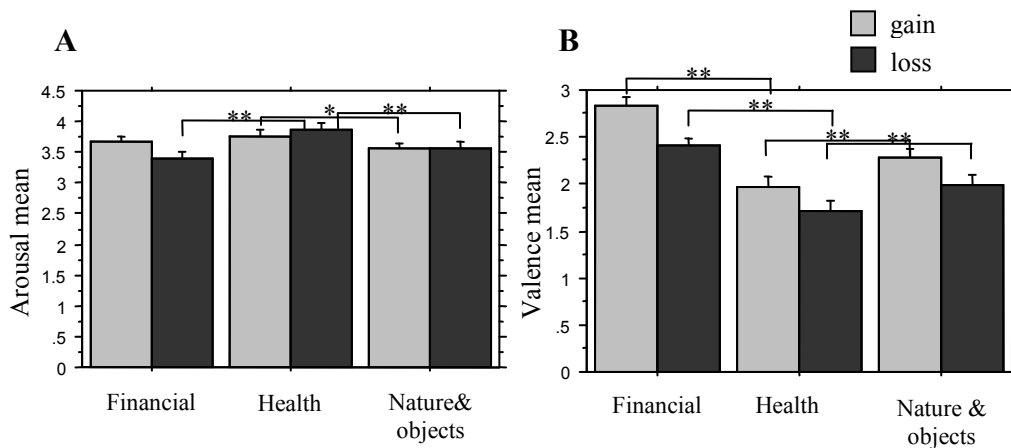 A
B
gain
loss
Arousal mean
4.5
4
3.5
3
2.5
2
1.5
1
.5
0
**
*
**
Financial
Health
Nature&
objects
Valence mean
3
2.5
2
1.5
1
.5
0
**
**
**
**
Financial
Health
Nature &
objects